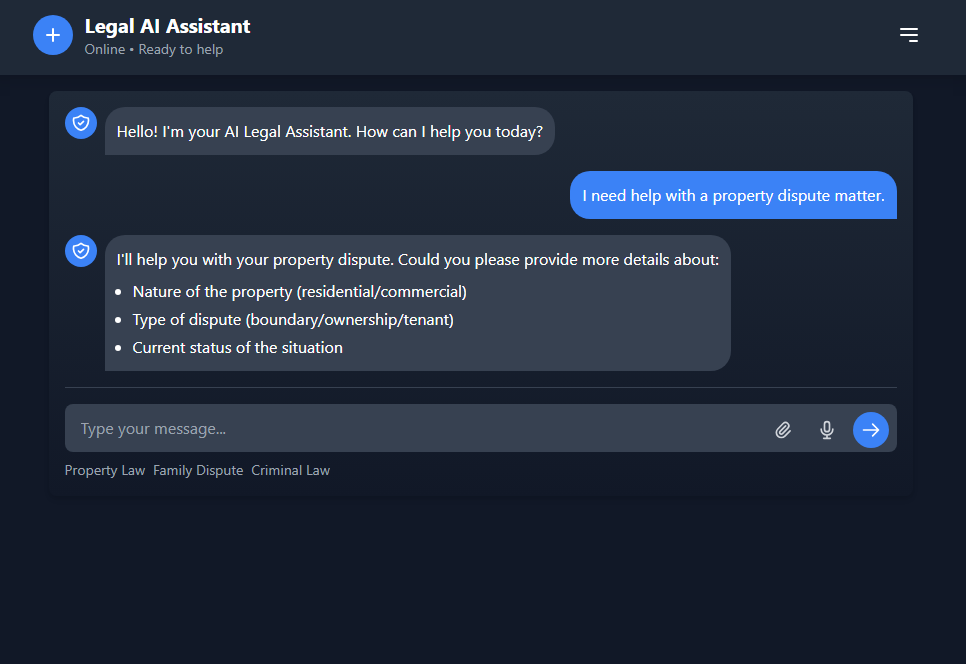 Legal AI Assistant
Online • Ready to help
Hello! I'm your AI Legal Assistant. How can I help you today?
I need help with a property dispute matter.
I'll help you with your property dispute. Could you please provide more details about:
• Nature of the property (residential/commercial)
• Type of dispute (boundary/ownership/tenant)
• Current status of the situation
Type your message...
Property Law Family Dispute Criminal Law